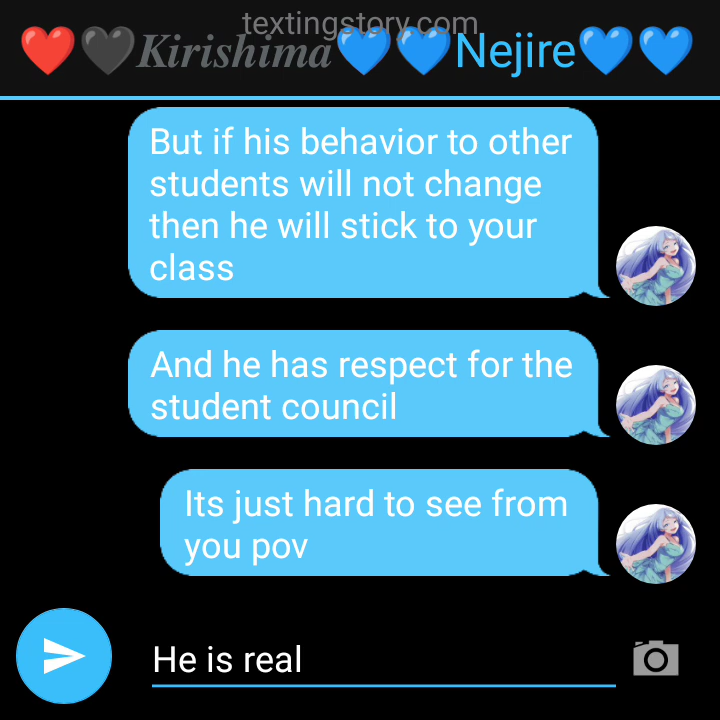 textingstory.com
❤️🖤Kirishima💙💙Nejire💙💙
But if his behavior to other
students will not change
then he will stick to your
class
And he has respect for the
student council
Its just hard to see from
you pov
He is real